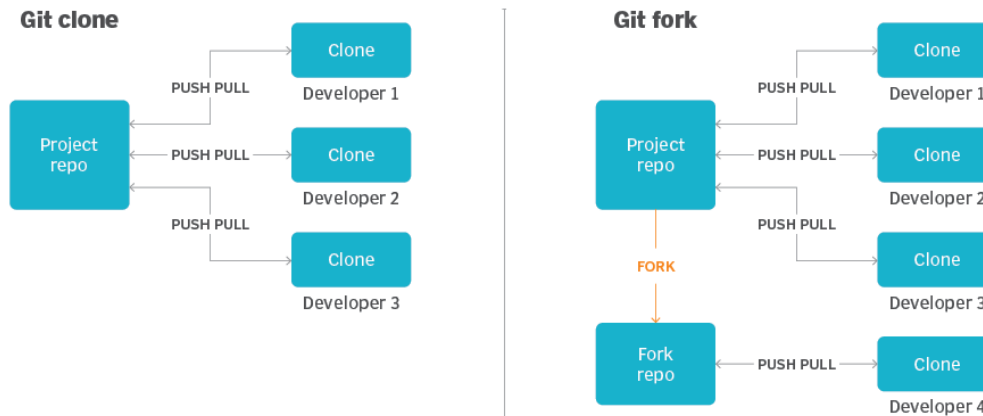 Git clone
Clone
PUSH PULL
Developer 1
Project
repo
PUSH PULL
Clone
Developer 2
PUSH PULL
Clone
Developer 3
Git fork
Clone
PUSH PULL
Developer 1
Project
repo
PUSH PULL
Clone
Developer 2
PUSH PULL
Clone
Developer 3
FORK
Fork
repo
PUSH PULL
Clone
Developer 4